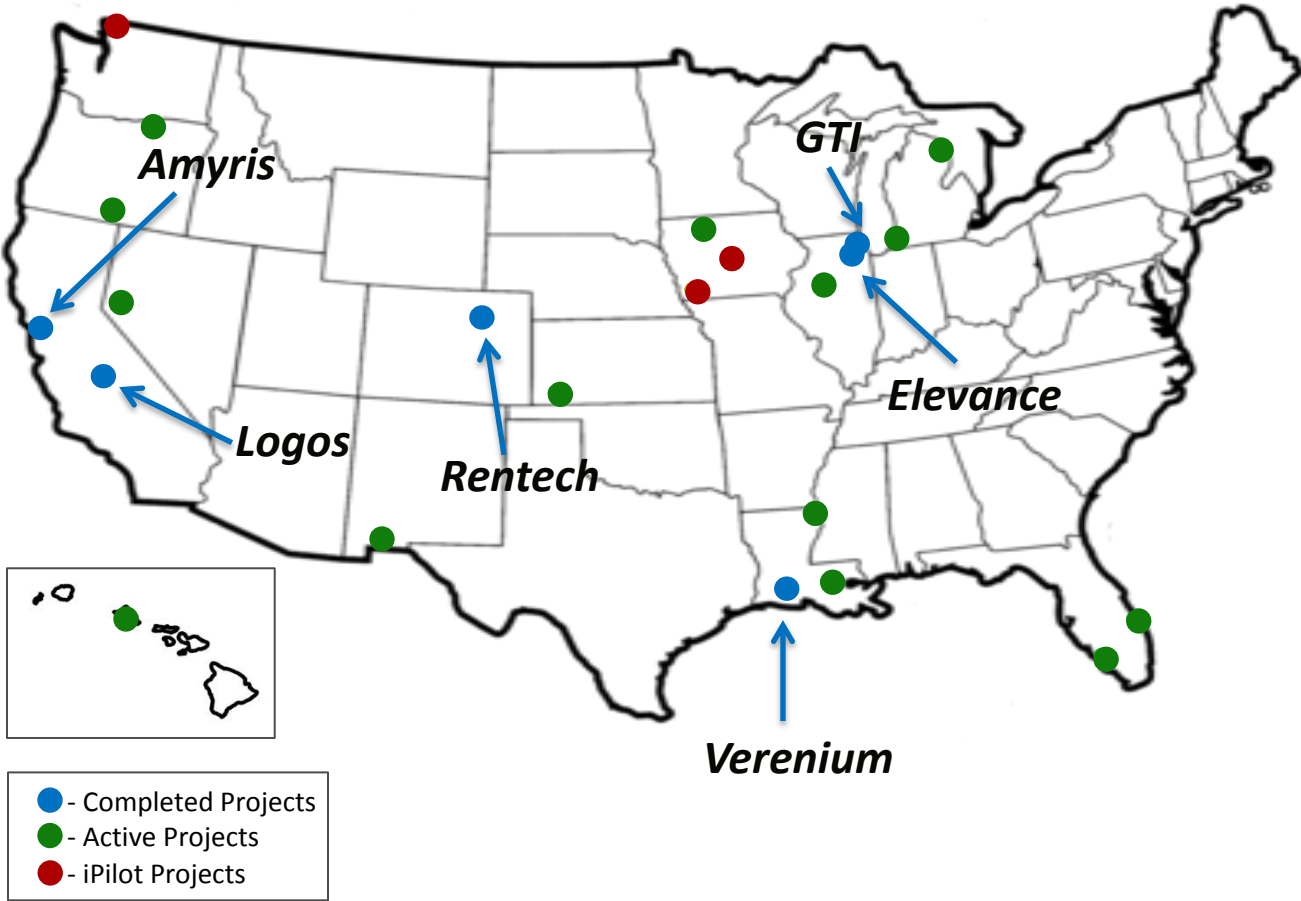 GTI
Amyris
Elevance
Logos
Rentech
Verenium
- Completed Projects
- Active Projects
- iPilot Projects